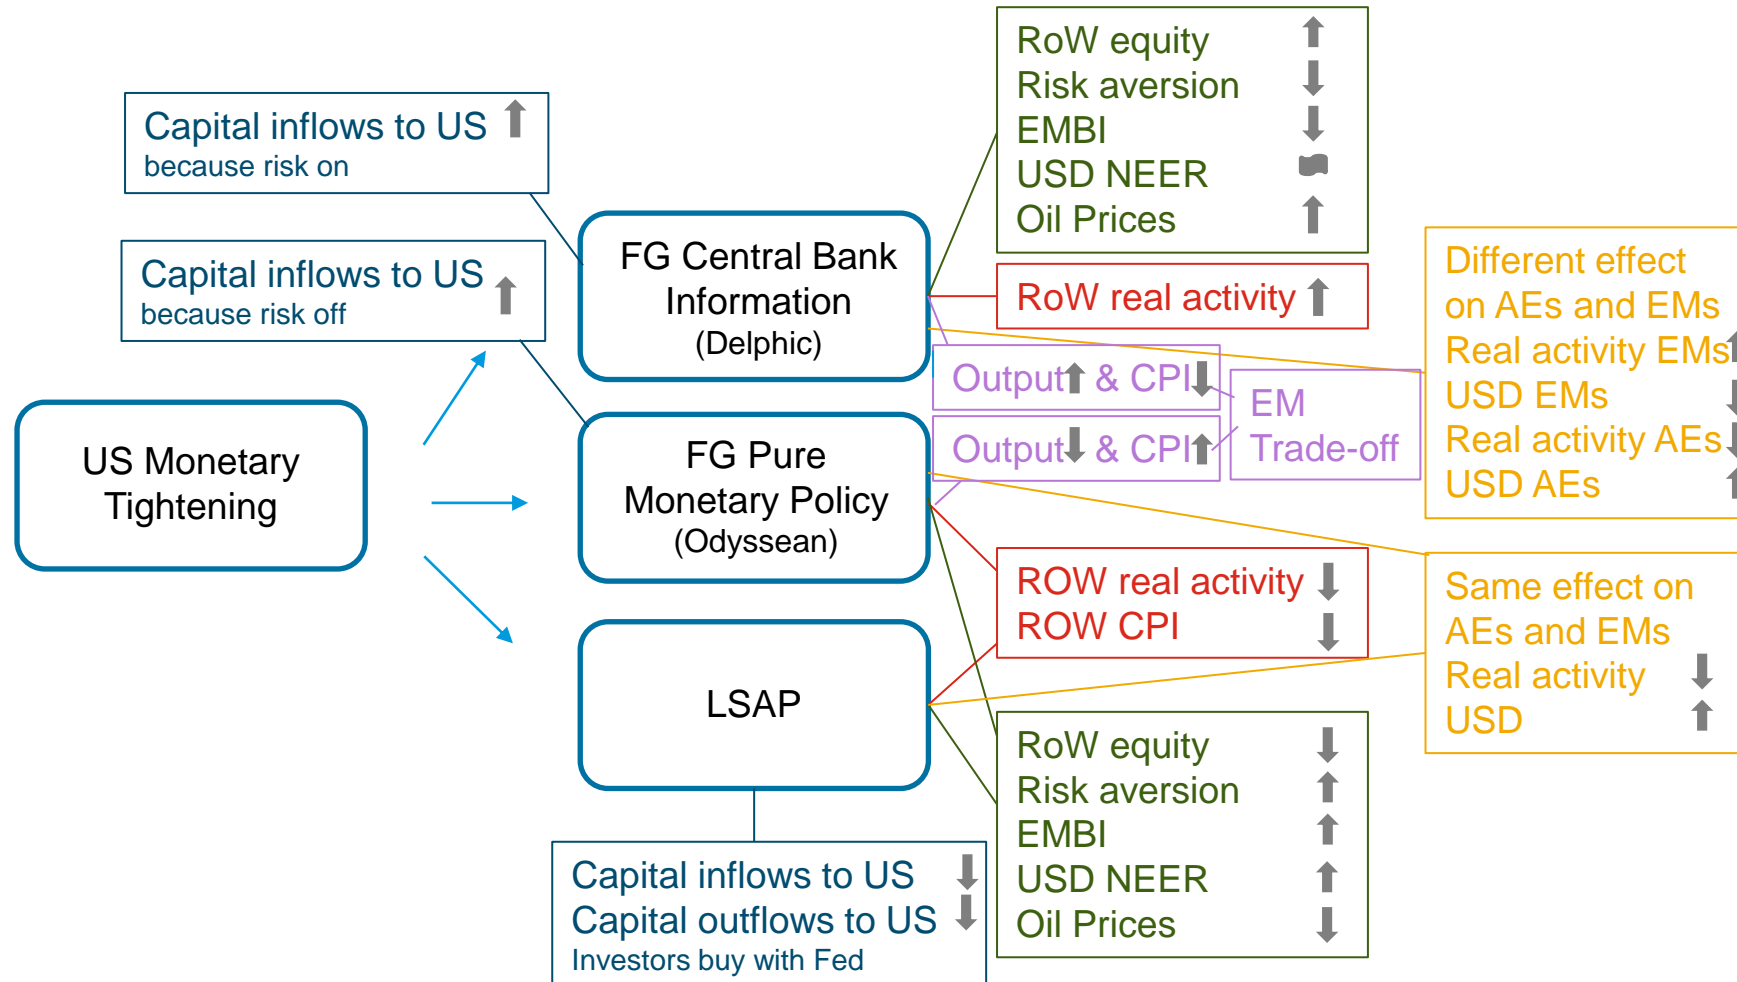 Capital inflows to US
because risk on
Capital inflows to US
because risk off
US Monetary
Tightening
FG Central Bank
Information
(Delphic)
FG Pure
Monetary Policy
(Odyssean)
LSAP
Capital inflows to US
Capital outflows to US
Investors buy with Fed
RoW equity
Risk aversion
EMBI
USD NEER
Oil Prices
RoW real activity
Output & CPI
Output & CPI
EM
Trade-off
ROW real activity
ROW CPI
RoW equity
Risk aversion
EMBI
USD NEER
Oil Prices
Different effect
on AEs and EMs
Real activity EMs
USD EMs
Real activity AEs
USD AEs
Same effect on
AEs and EMs
Real activity
USD